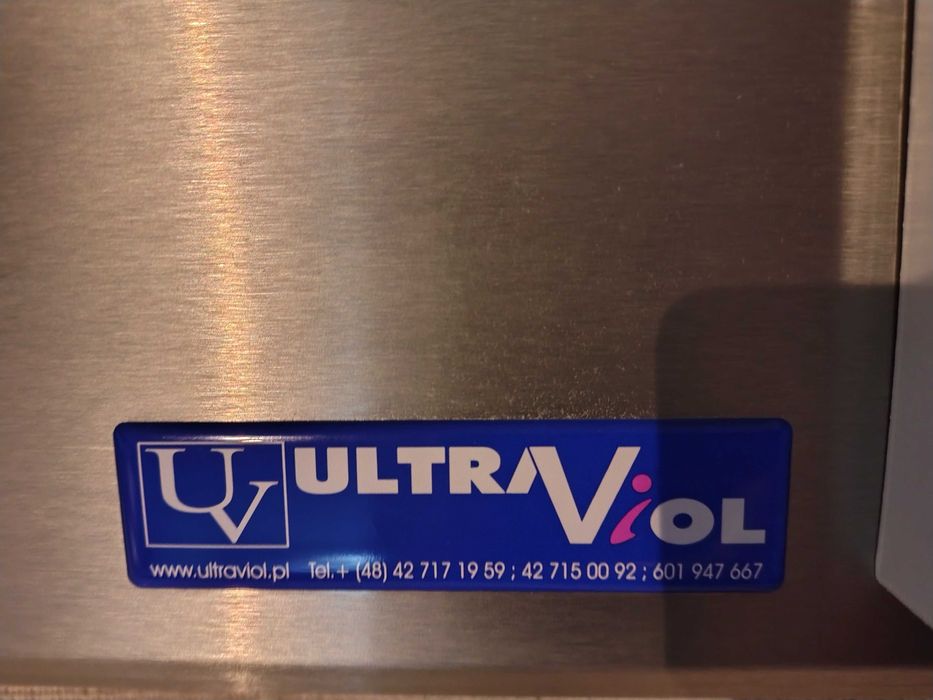 UV ULTRAViOL
www.ultraviol.pl Tel.+ (48) 42 717 19 59 ; 42 715 00 92 ; 601 947 667